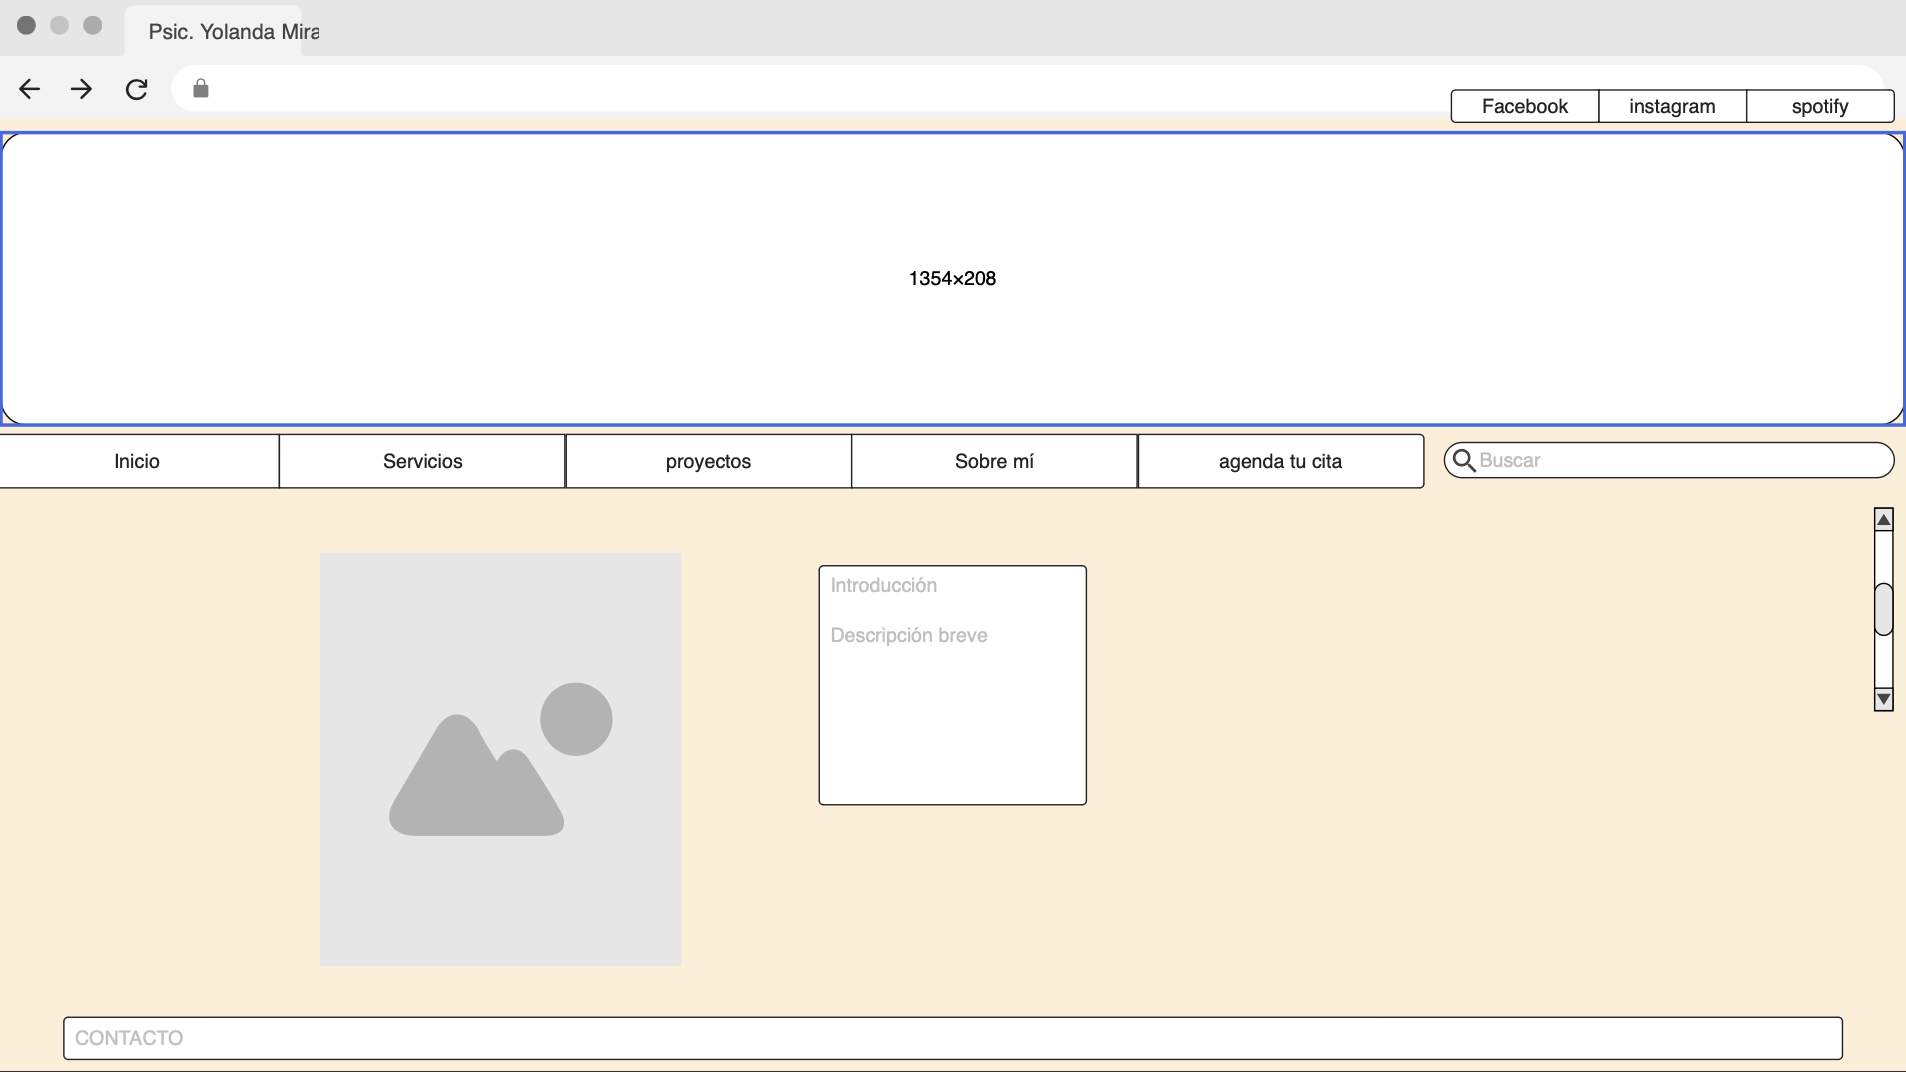 Psic. Yolanda Mira
Facebook
instagram
spotify
1354×208
Inicio
Servicios
proyectos
Sobre mí
agenda tu cita
Buscar
Introducción
Descripción breve
CONTACTO